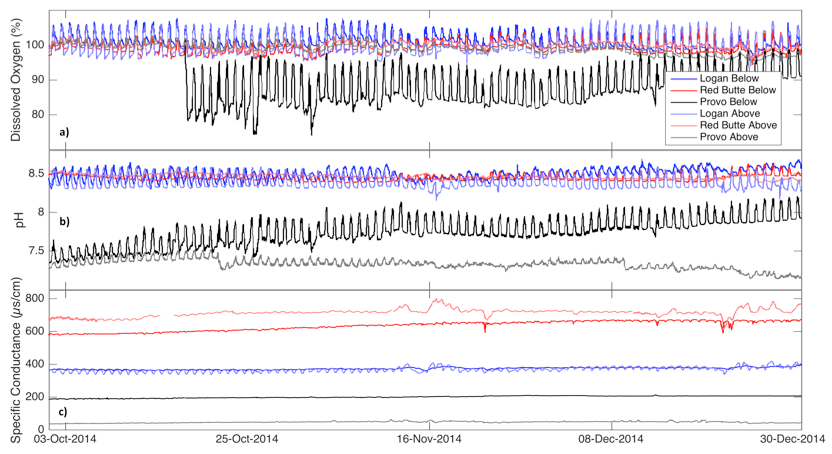 Dissolved Oxygen (%)
100
90
80
a)
Logan Below
Red Butte Below
Provo Below
Logan Above
Red Butte Above
Provo Above
pH
8.5
8
7.5
b)
Specific Conductance (µs/cm)
800
600
400
200
0
c)
03-Oct-2014 25-Oct-2014 16-Nov-2014 08-Dec-2014 30-Dec-2014